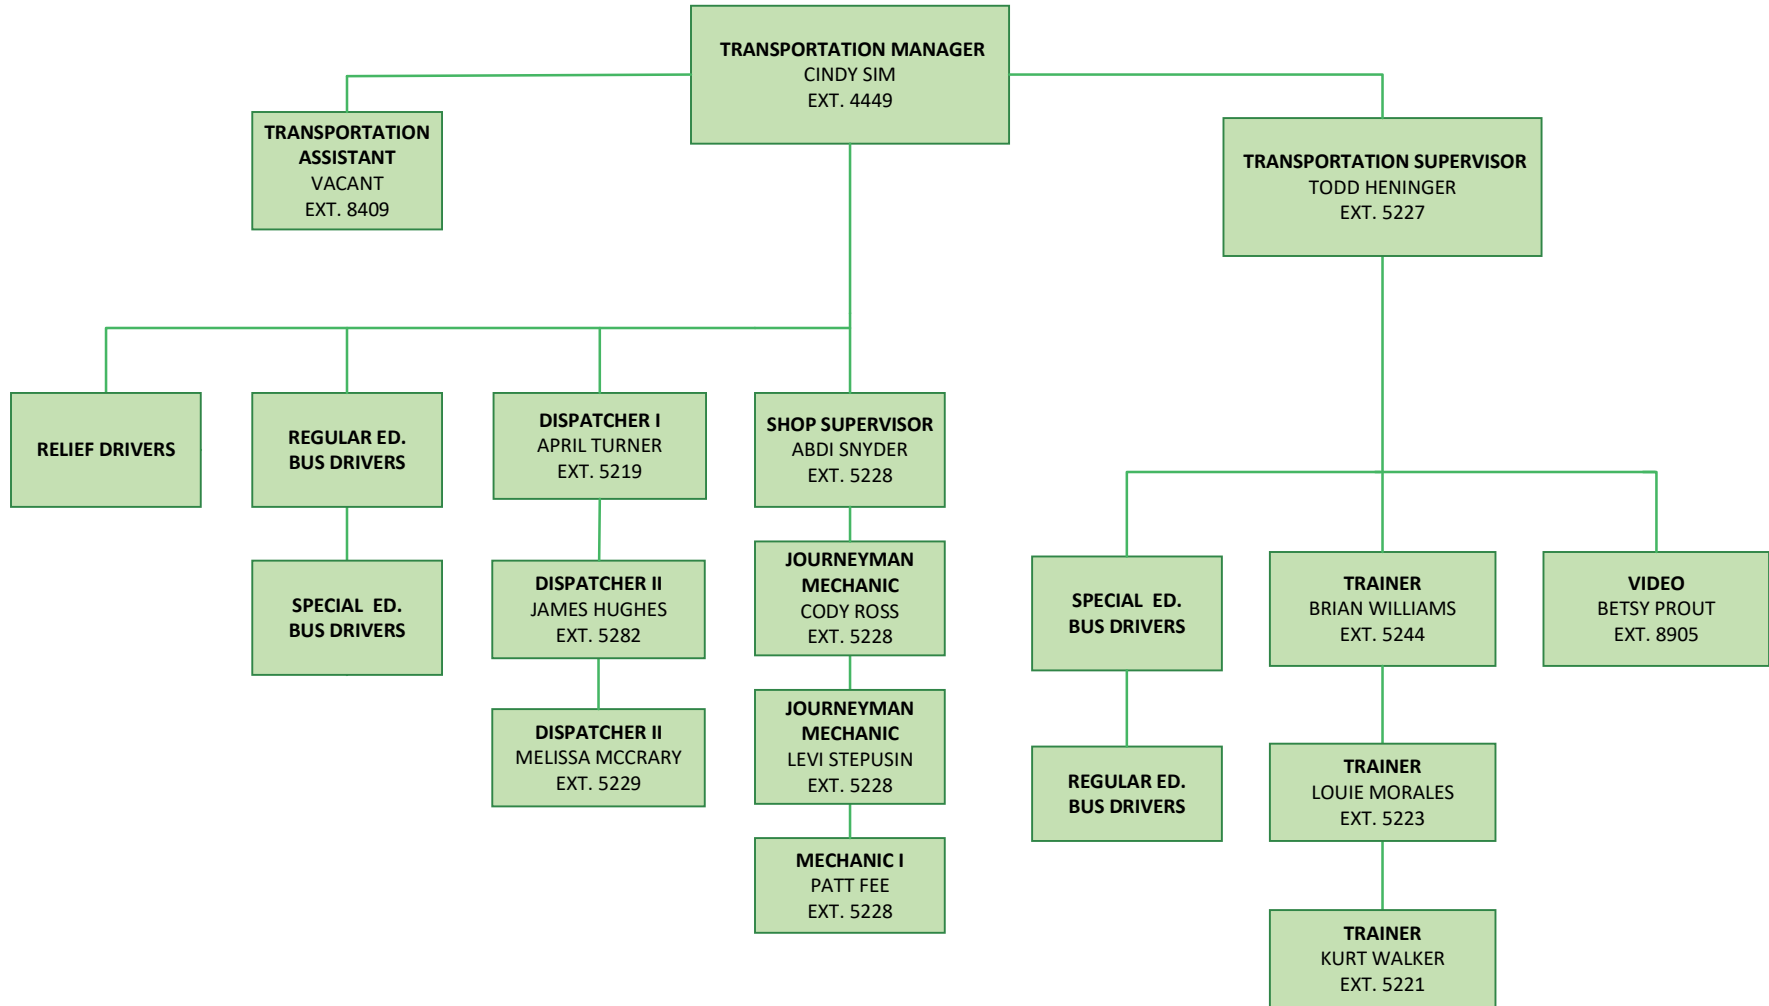 TRANSPORTATION MANAGER
CINDY SIM
EXT. 4449
TRANSPORTATION
ASSISTANT
VACANT
EXT. 8409
TRANSPORTATION SUPERVISOR
TODD HENINGER
EXT. 5227
RELIEF DRIVERS
REGULAR ED.
BUS DRIVERS
DISPATCHER I
APRIL TURNER
EXT. 5219
SHOP SUPERVISOR
ABDI SNYDER
EXT. 5228
SPECIAL ED.
BUS DRIVERS
DISPATCHER II
JAMES HUGHES
EXT. 5282
JOURNEYMAN
MECHANIC
CODY ROSS
EXT. 5228
SPECIAL ED.
BUS DRIVERS
TRAINER
BRIAN WILLIAMS
EXT. 5244
VIDEO
BETSY PROUT
EXT. 8905
DISPATCHER II
MELISSA MCCRARY
EXT. 5229
JOURNEYMAN
MECHANIC
LEVI STEPUSIN
EXT. 5228
REGULAR ED.
BUS DRIVERS
TRAINER
LOUIE MORALES
EXT. 5223
MECHANIC I
PATT FEE
EXT. 5228
TRAINER
KURT WALKER
EXT. 5221